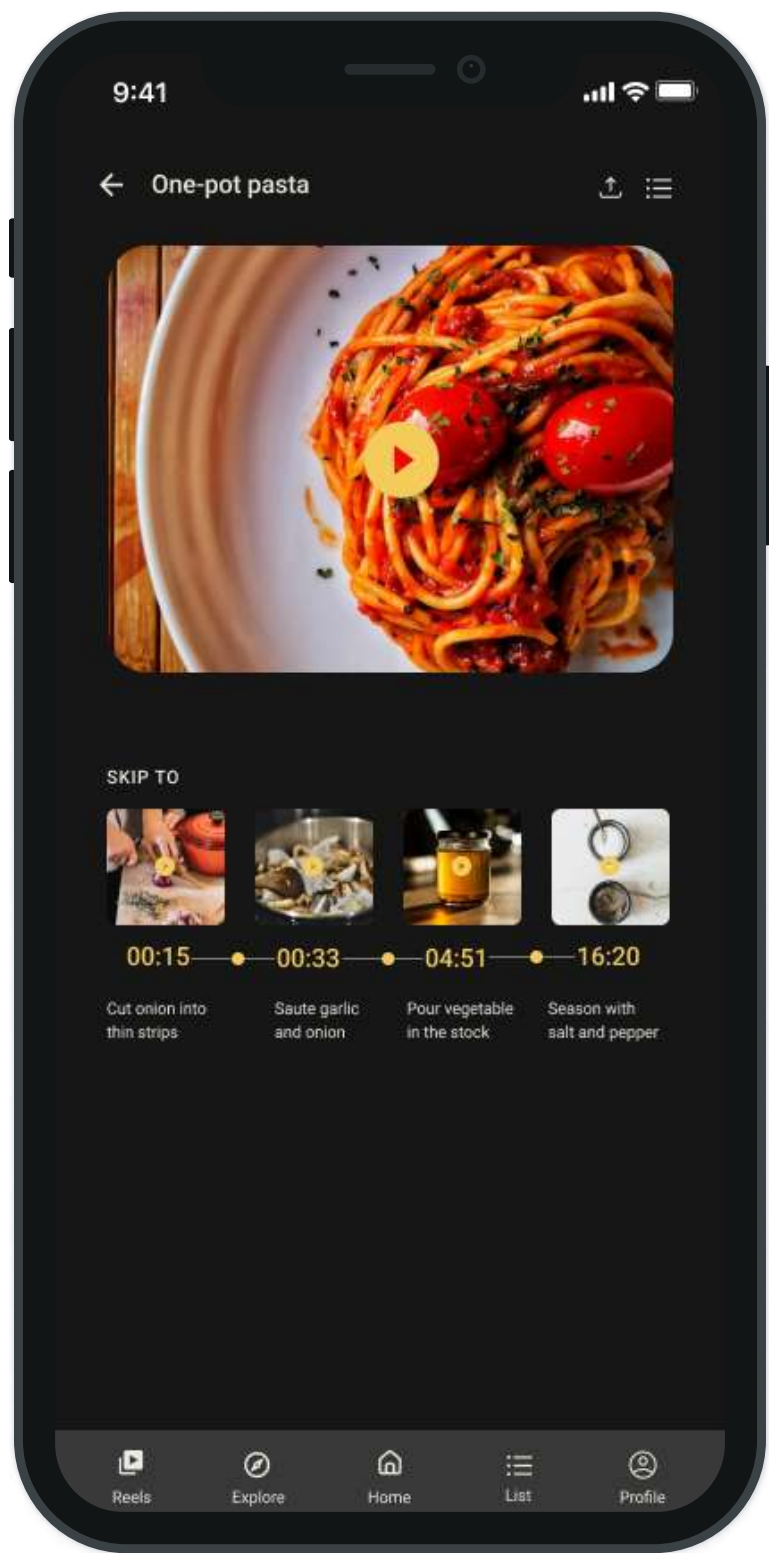 9:41
One-pot pasta
SKIP TO
00:15 00:33 04:51 16:20
Cut onion into
thin strips
Saute garlic
and onion
Pour vegetable
in the stock
Season with
salt and pepper
Reels Explore Home List Profile